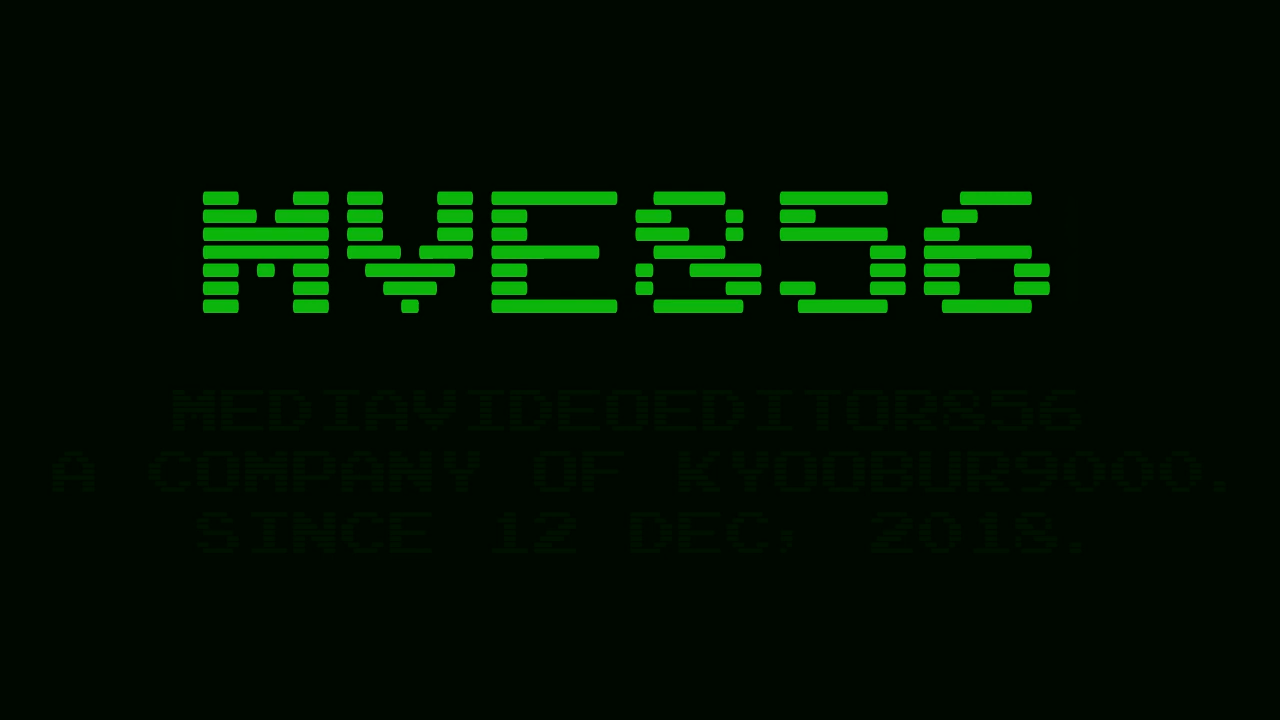 MVE856
MEDIAVIDEOEDITOR856
A COMPANY OF KYOOBUR9000.
SINCE 12 DEC, 2018.